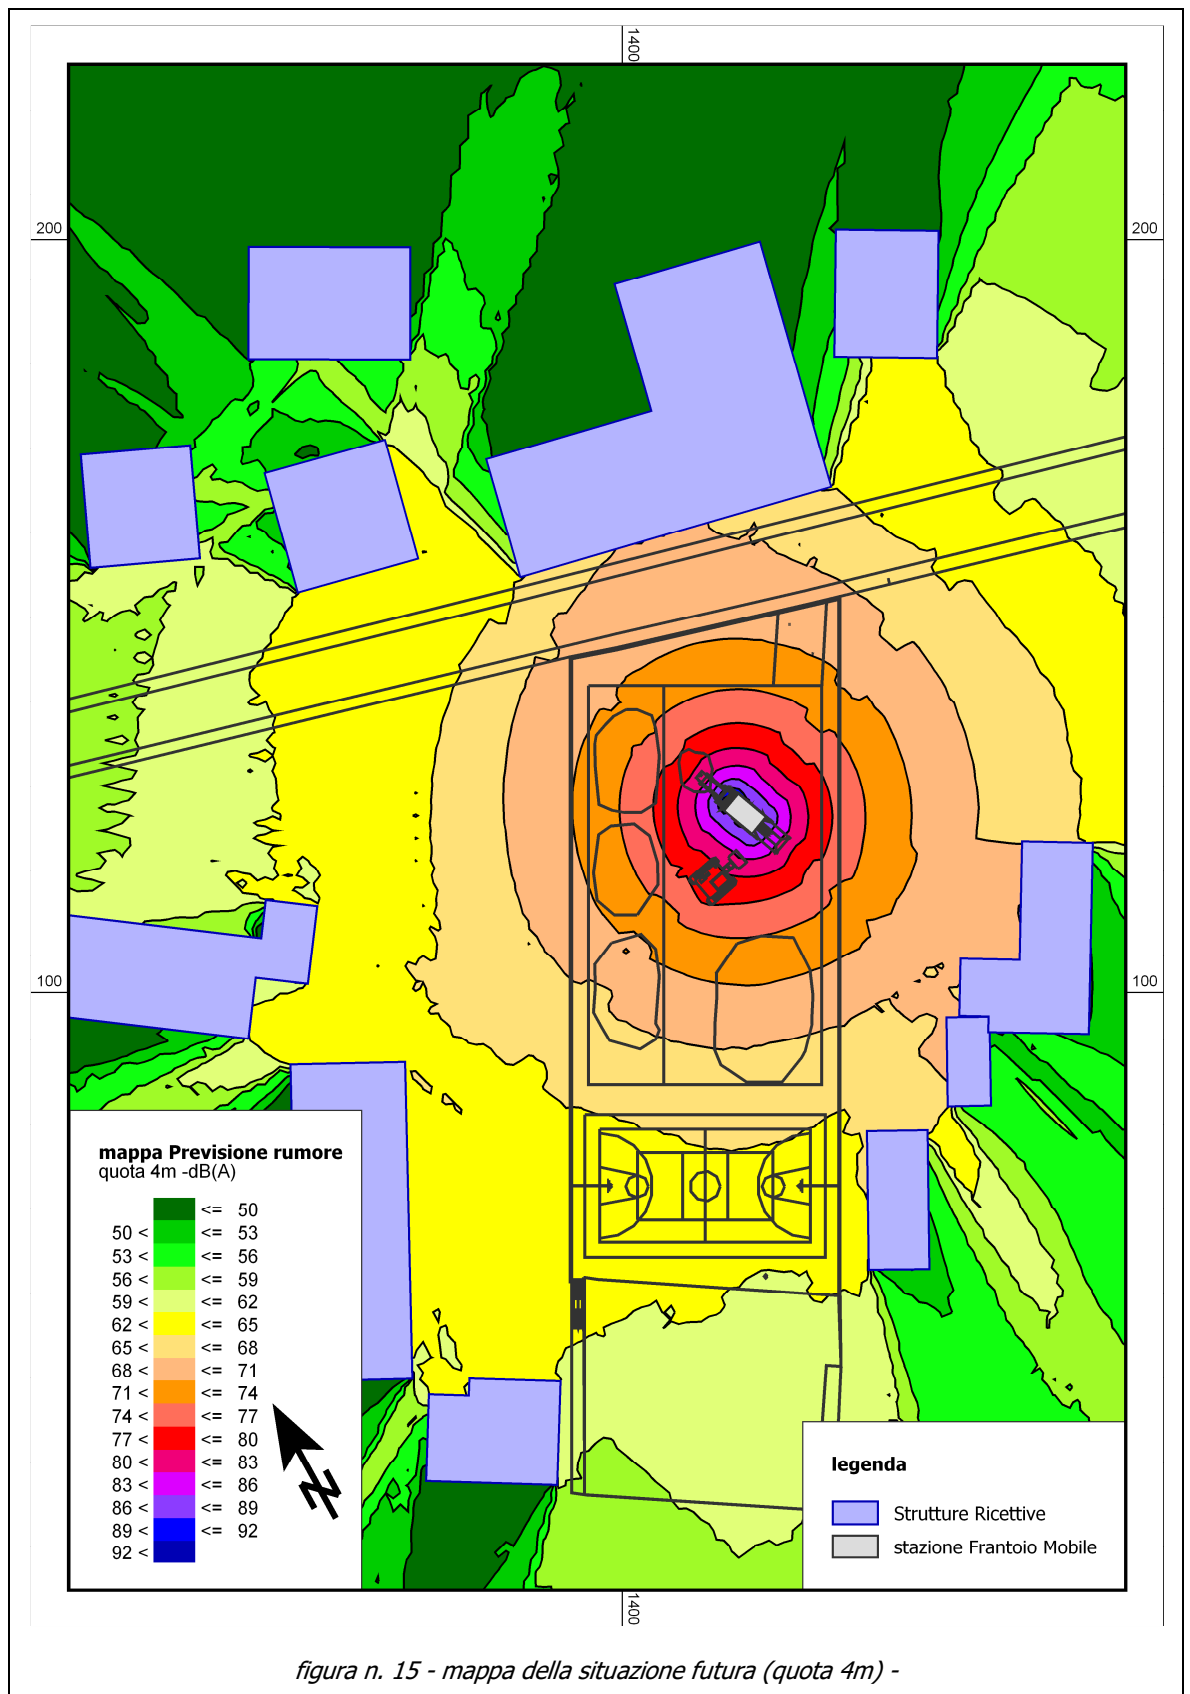 1400
200
200
100
100
mappa Previsione rumore
quota 4m -dB(A)
<= 50
50 < <= 53
53 < <= 56
56 < <= 59
59 < <= 62
62 < <= 65
65 < <= 68
68 < <= 71
71 < <= 74
74 < <= 77
77 < <= 80
80 < <= 83
83 < <= 86
86 < <= 89
89 < <= 92
92 <
N
legenda
Strutture Ricettive
stazione Frantoio Mobile
1400
figura n. 15 - mappa della situazione futura (quota 4m) -